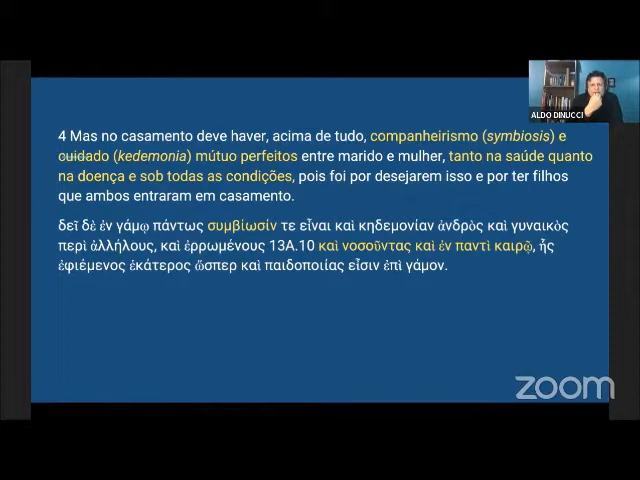 ALDO DINUCCI
4 Mas no casamento deve haver, acima de tudo, companheirismo (symbiosis) e
cuidado (kedemonia) mútuo perfeitos entre marido e mulher, tanto na saúde quanto
na doença e sob todas as condições, pois foi por desejarem isso e por ter filhos
que ambos entraram em casamento.
δεῖ δὲ ἐν γάμῳ πάντως συμβίωσίν τε εἶναι καὶ κηδεμονίαν ἀνδρὸς καὶ γυναικὸς
περὶ ἀλλήλους, καὶ ἐρρωμένους 13A.10 καὶ νοσοῦντας καὶ ἐν παντὶ καιρῷ, ἧς
ἐφιέμενος ἑκάτερος ὥσπερ καὶ παιδοποιίας εἶσιν ἐπὶ γάμον.
zoom